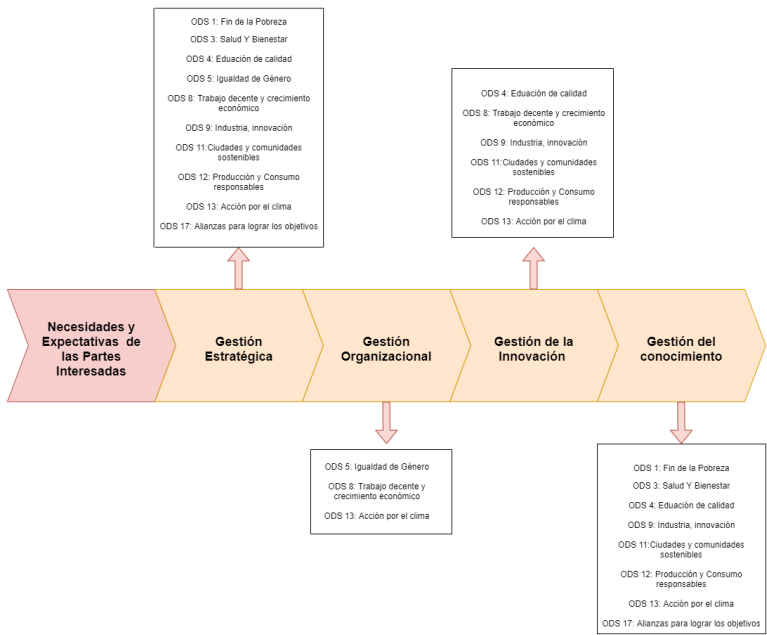 ODS 1: Fin de la Pobreza
ODS 3: Salud Y Bienestar
ODS 4: Eduación de calidad
ODS 5: Igualdad de Género
ODS 8: Trabajo decente y crecimiento
económico
ODS 9: Industria, innovación
ODS 11:Ciudades y comunidades
sostenibles
ODS 12: Producción y Consumo
responsables
ODS 13: Acción por el clima
ODS 17: Alianzas para lograr los objetivos
ODS 4: Eduación de calidad
ODS 8: Trabajo decente y crecimiento
económico
ODS 9: Industria, innovación
ODS 11:Ciudades y comunidades
sostenibles
ODS 12: Producción y Consumo
responsables
ODS 13: Acción por el clima
Necesidades y
Expectativas de
las Partes
Interesadas
Gestión
Estratégica
Gestión
Organizacional
Gestión de la
Innovación
Gestión del
conocimiento
ODS 5: Igualdad de Género
ODS 8: Trabajo decente y
crecimiento económico
ODS 13: Acción por el clima
ODS 1: Fin de la Pobreza
ODS 3: Salud Y Bienestar
ODS 4: Eduación de calidad
ODS 9: Industria, innovación
ODS 11:Ciudades y comunidades
sostenibles
ODS 12: Producción y Consumo
responsables
ODS 13: Acción por el clima
ODS 17: Alianzas para lograr los objetivos